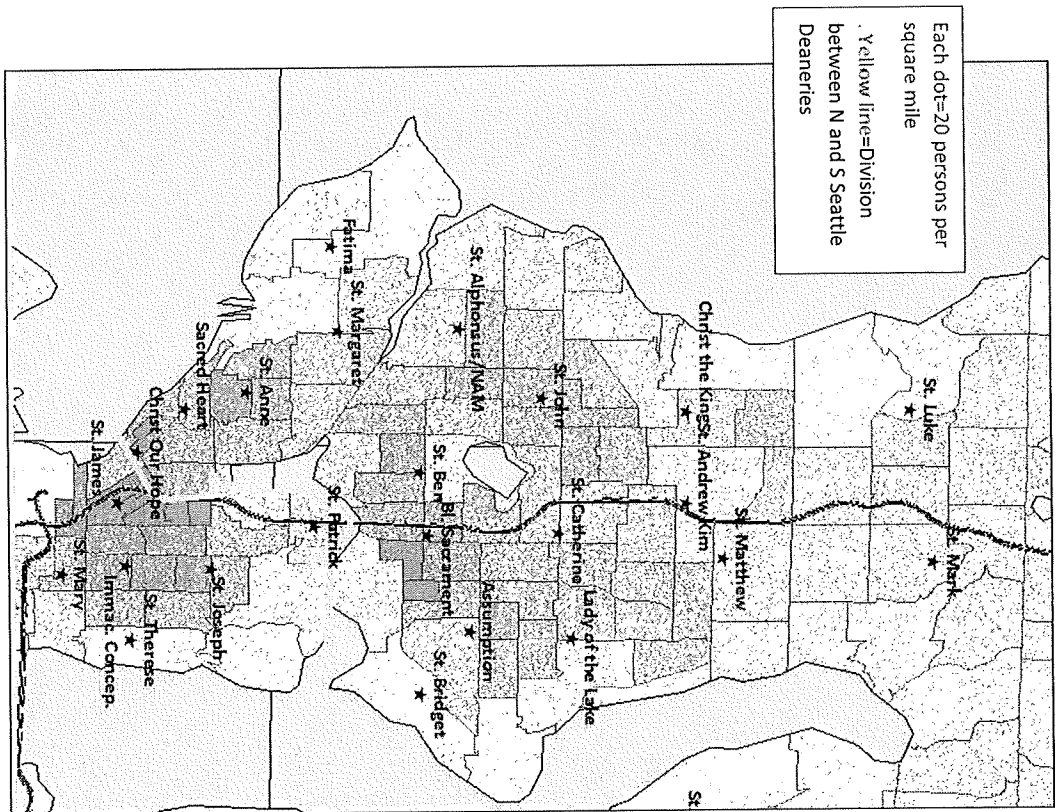 Each dot=20 persons per
square mile
. Yellow line=Division
between N and S Seattle
Deaneries
St. Luke
St. Mark
Christ the King
St. Andrew Kim
St. Matthew
St. John
St. Catherine
Lady of the Lake
St. Alphonsus/NAM
St. Ben
Bl. Sacrament
Assumption
St. Bridget
Fatima
St. Margaret
St. Patrick
St. Anne
Sacred Heart
St. Joseph
Christ Our Hope
St. Therese
St. James
Immac. Concep.
St. Mary
St.